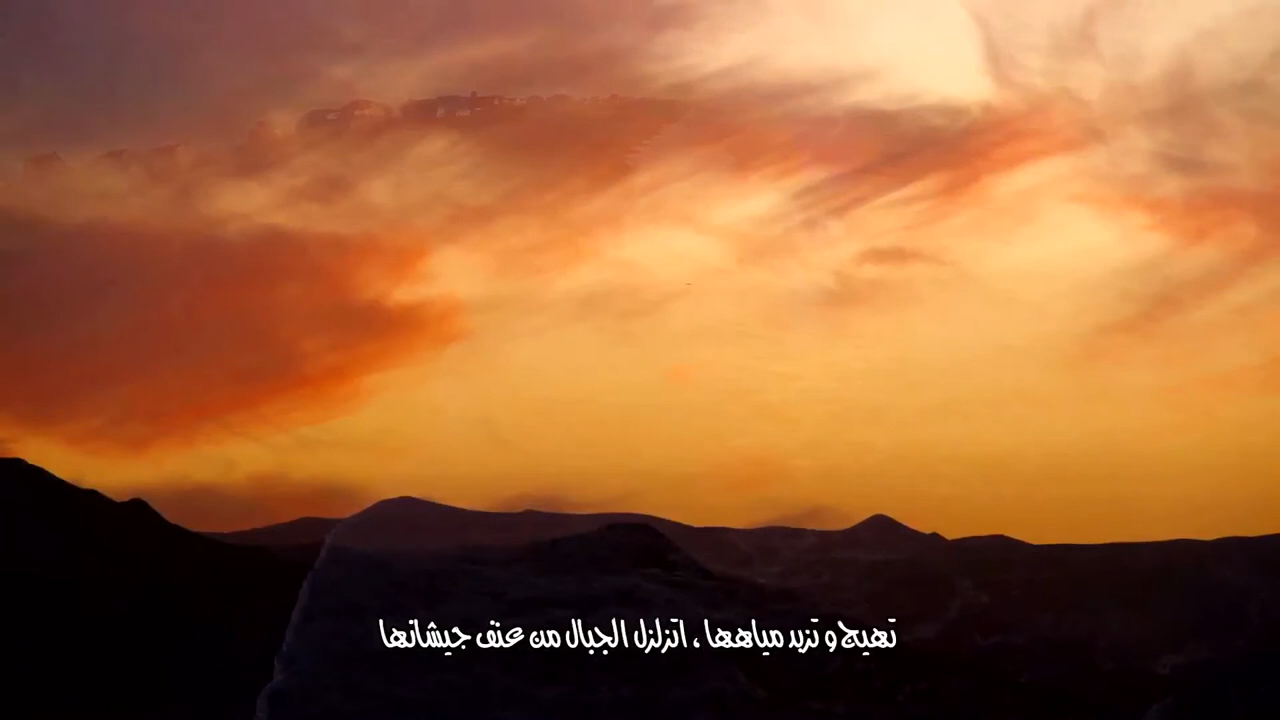 تهيج و تزبد مياهها ، اتزلزل الجبال من عنف جيشانها